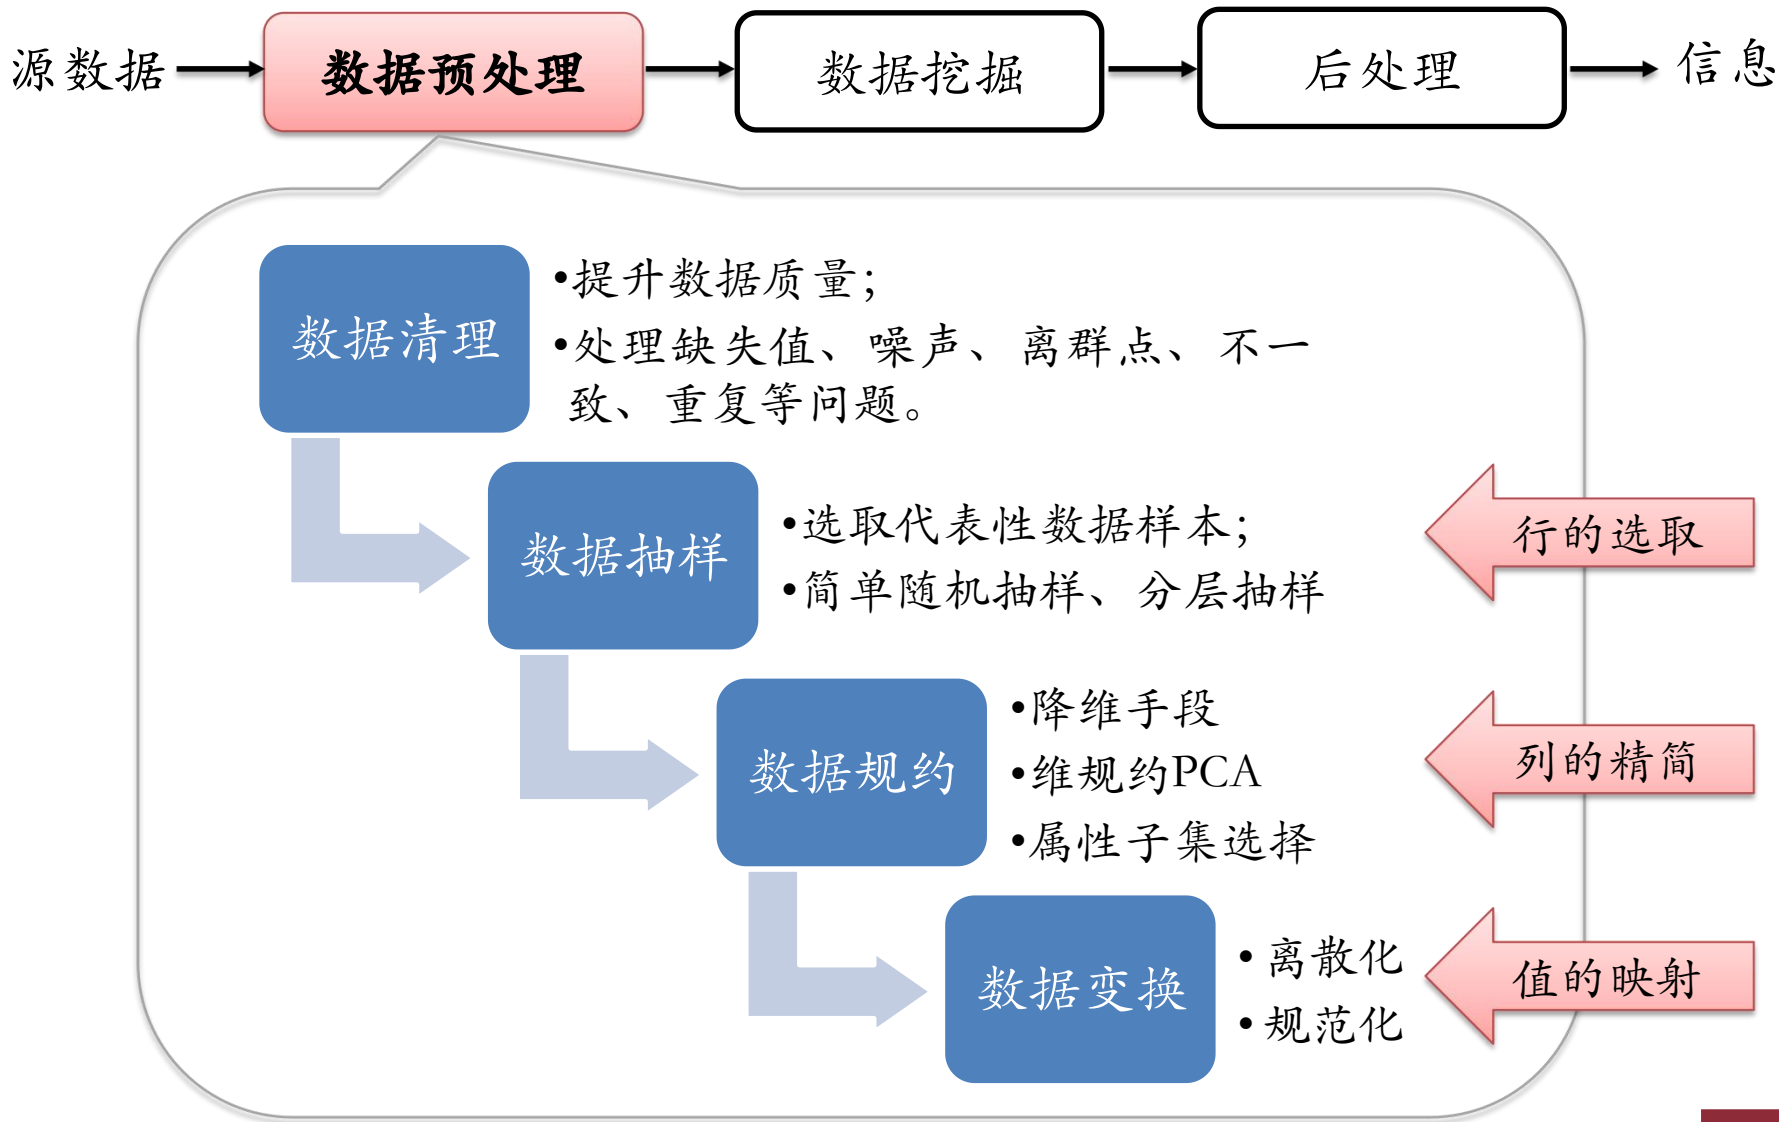 源数据
数据预处理
数据挖掘
后处理
信息
数据清理
•提升数据质量；
•处理缺失值、噪声、离群点、不一
致、重复等问题。
数据抽样
•选取代表性数据样本；
•简单随机抽样、分层抽样
行的选取
数据规约
•降维手段
•维规约PCA
•属性子集选择
列的精简
数据变换
•离散化
•规范化
值的映射